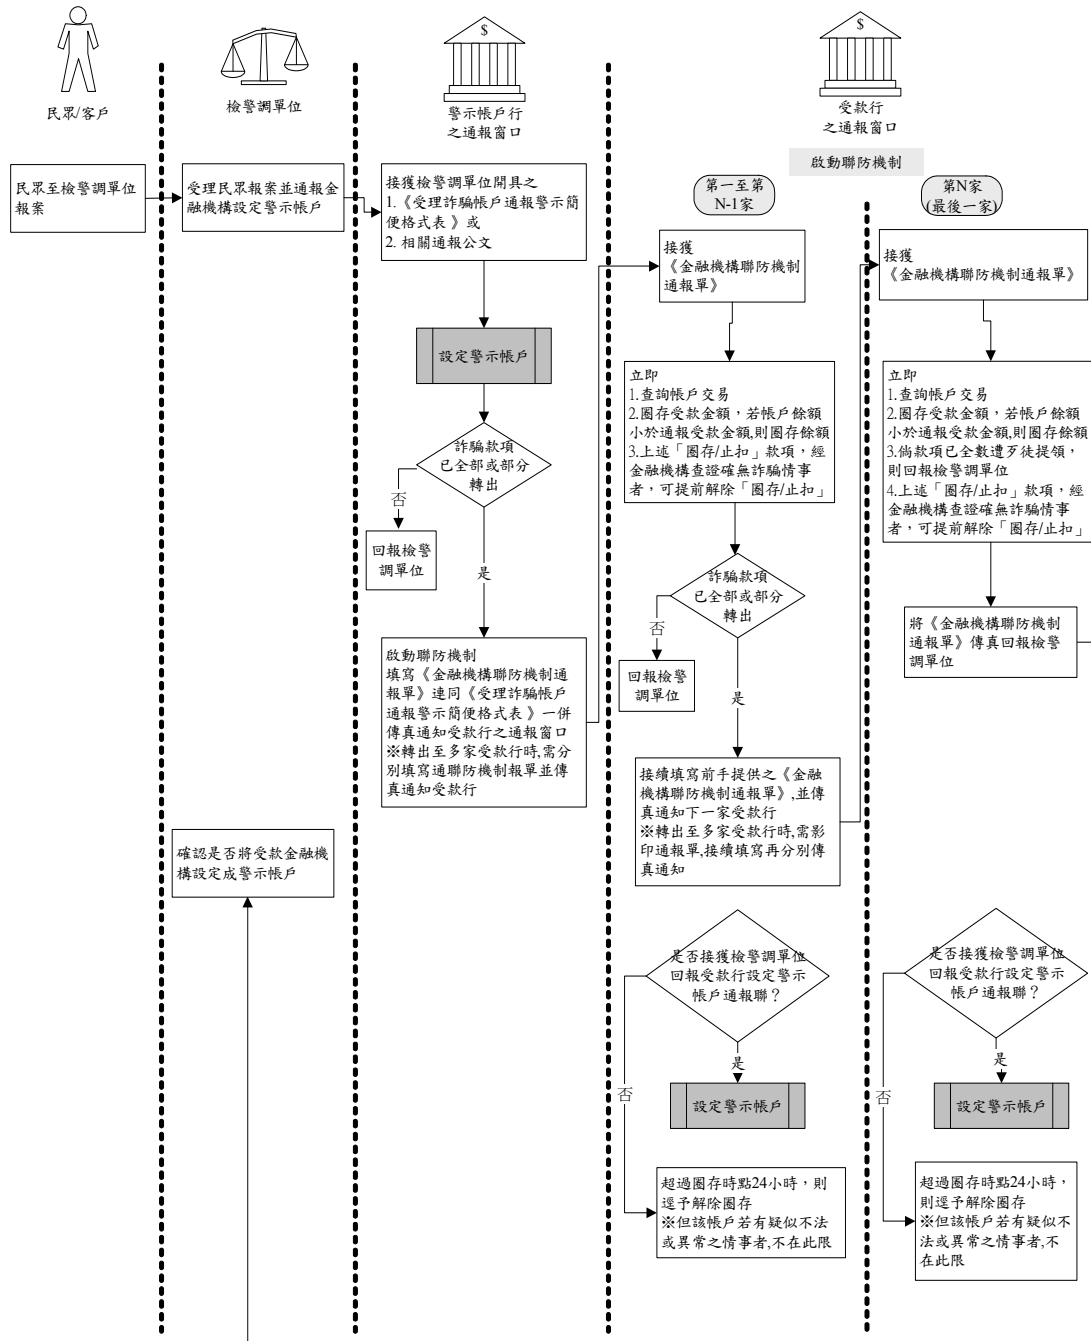 $
$
民眾/客戶
檢警調單位
警示帳戶行
之通報窗口
受款行
之通報窗口
啟動聯防機制
民眾至檢警調單位
報案
受理民眾報案並通報金
融機構設定警示帳戶
接獲檢警調單位開具之
1.《受理詐騙帳戶通報警示簡
便格式表》或
2. 相關通報公文
設定警示帳戶
詐騙款項
已全部或部分
轉出
否
回報檢警
調單位
是
啟動聯防機制
填寫《金融機構聯防機制通
報單》連同《受理詐騙帳戶
通報警示簡便格式表》一併
傳真通知受款行之通報窗口
※轉出至多家受款行時,需分
別填寫通聯防機制報單並傳
真通知受款行
確認是否將受款金融機
構設定成警示帳戶
第一至第
N-1家
接獲
《金融機構聯防機制
通報單》
立即
1.查詢帳戶交易
2.圈存受款金額，若帳戶餘額
小於通報受款金額,則圈存餘額
3.上述「圈存/止扣」款項，經
金融機構查證確無詐騙情事
者，可提前解除「圈存/止扣」
詐騙款項
已全部或部分
轉出
否
回報檢警
調單位
是
接續填寫前手提供之《金融
機構聯防機制通報單》,並傳
真通知下一家受款行
※轉出至多家受款行時,需影
印通報單,接續填寫再分別傳
真通知
是否接獲檢警調單位
回報受款行設定警示
帳戶通報聯？
是
否
設定警示帳戶
超過圈存時點24小時，則
逕予解除圈存
※但該帳戶若有疑似不法
或異常之情事者,不在此限
第N家
(最後一家)
接獲
《金融機構聯防機制通報單》
立即
1.查詢帳戶交易
2.圈存受款金額，若帳戶餘額
小於通報受款金額,則圈存餘額
3.倘款項已全數遭歹徒提領，
則回報檢警調單位
4.上述「圈存/止扣」款項，經
金融機構查證確無詐騙情事
者，可提前解除「圈存/止扣」
將《金融機構聯防機制
通報單》傳真回報檢警
調單位
是否接獲檢警調單位
回報受款行設定警示
帳戶通報聯？
是
否
設定警示帳戶
超過圈存時點24小時，
則逕予解除圈存
※但該帳戶若有疑似不
法或異常之情事者,不
在此限